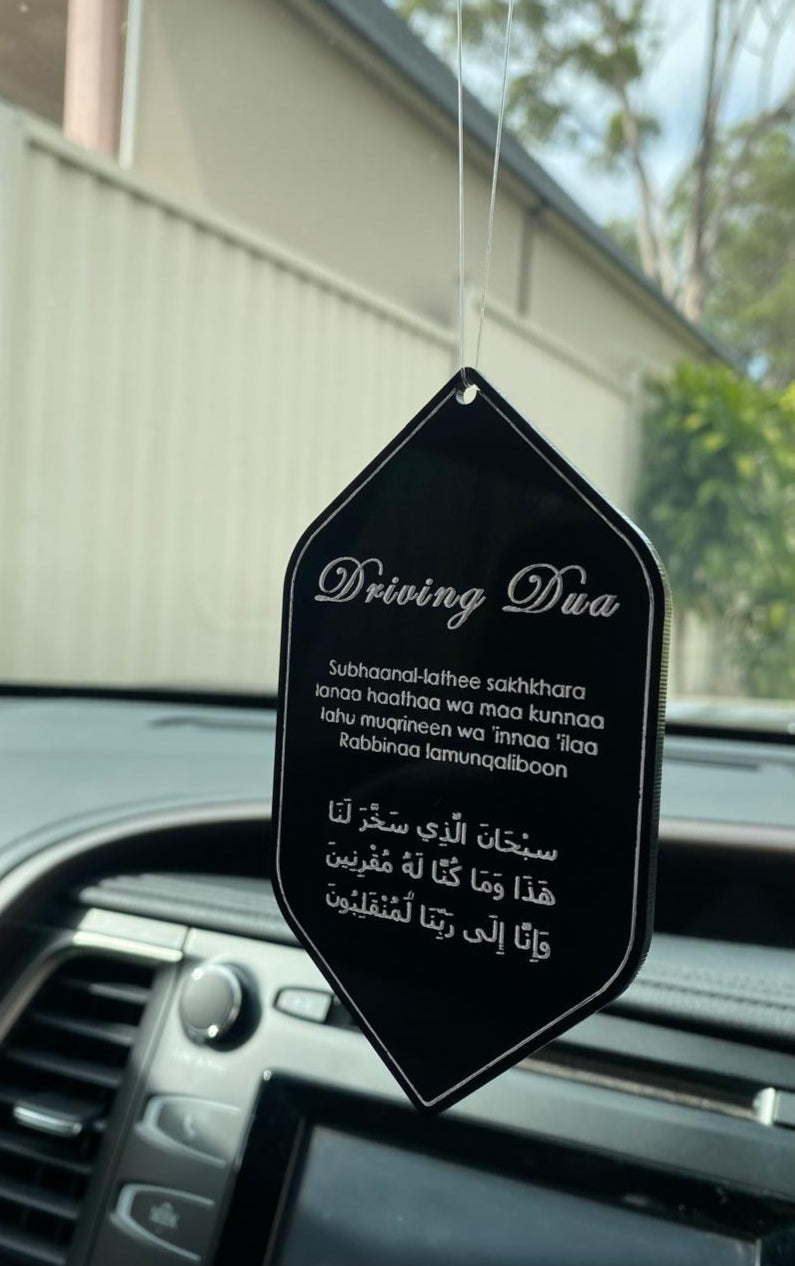 Driving Dua
Subhaanal-lathee sakhkhara
lanaa haathaa wa maa kunnaa
lahu muqrineen wa 'innaa 'ilaa
Rabbinaa lamunqaliboon
سبْحَانَ الَّذِي سَخَّرَ لَنَا
هَذَا وَمَا كُنَّا لَهُ مُقْرِنِينَ
وَإِنَّا إِلَى رَبِّنَا لَمُنْقَلِبُونَ